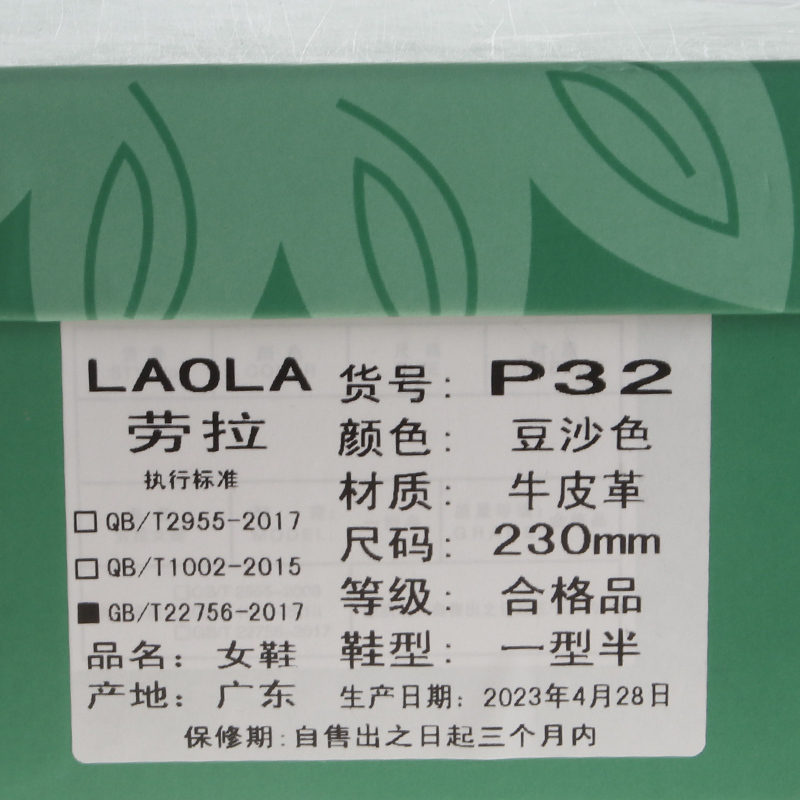 LAOLA
劳拉
执行标准
□QB/T2955-2017
□QB/T1002-2015
■GB/T22756-2017
品名：女鞋
产地：广东
货号：P32
颜色：豆沙色
材质：牛皮革
尺码：230mm
等级：合格品
鞋型：一型半
生产日期：2023年4月28日
保修期:自售出之日起三个月内